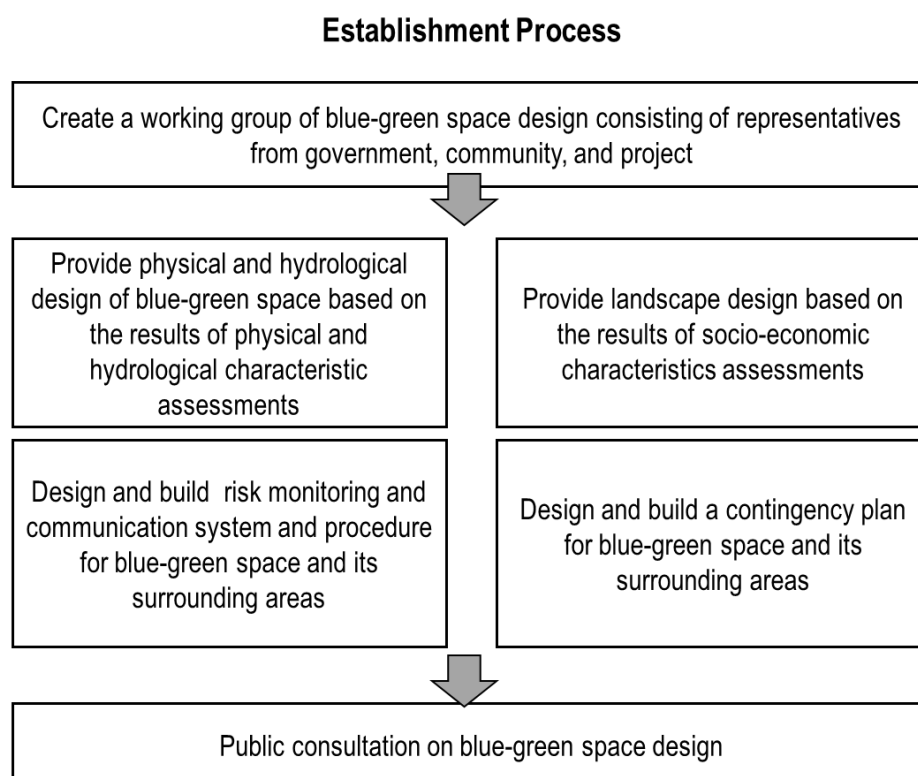 Establishment Process
Create a working group of blue-green space design consisting of representatives
from government, community, and project
Provide physical and hydrological
design of blue-green space based on
the results of physical and
hydrological characteristic
assessments
Provide landscape design based on
the results of socio-economic
characteristics assessments
Design and build risk monitoring and
communication system and procedure
for blue-green space and its
surrounding areas
Design and build a contingency plan
for blue-green space and its
surrounding areas
Public consultation on blue-green space design